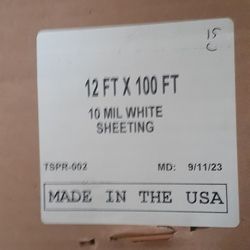 15
12 FT X 100 FT
10 MIL WHITE
SHEETING
TSPR-002 MD: 9/11/23
MADE IN THE USA